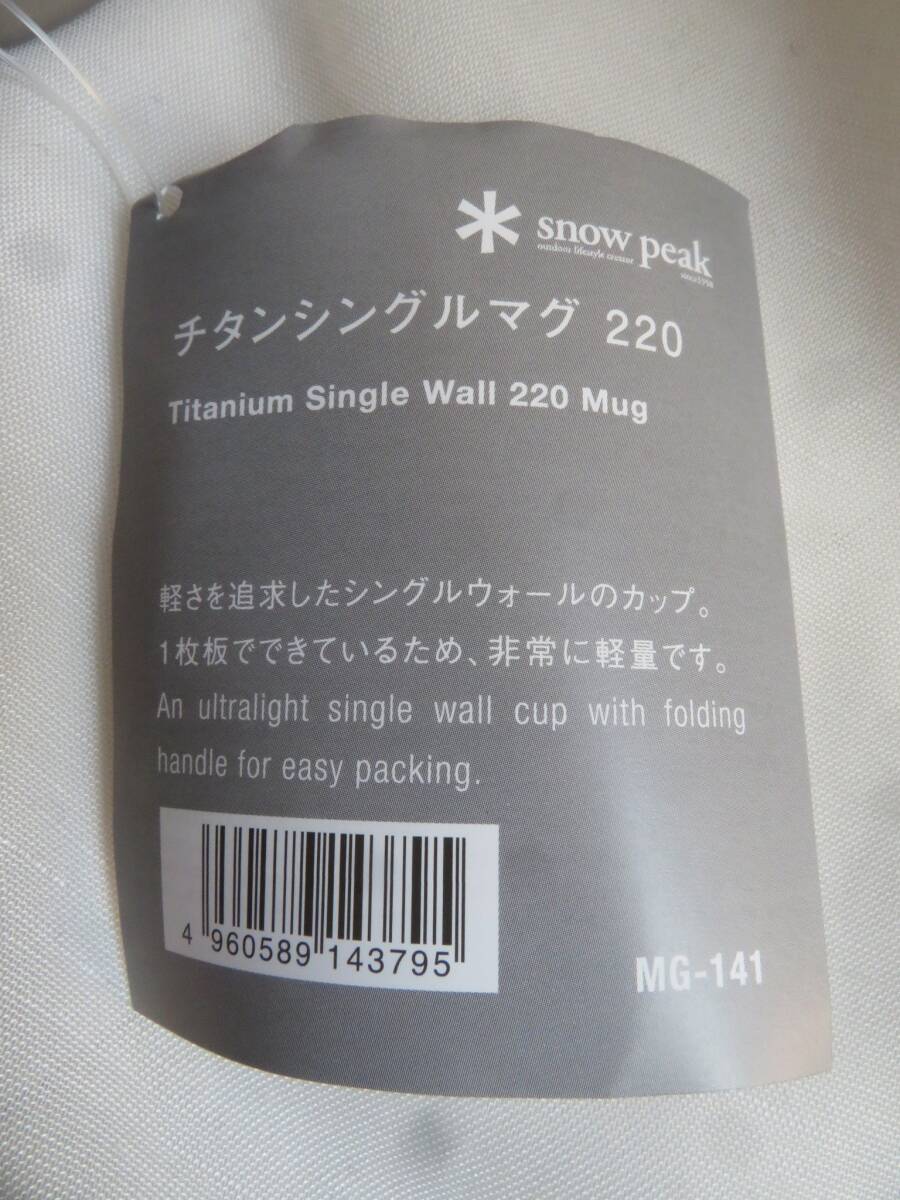 snow peak
outdoor lifestyle creator
since1958
チタンシングルマグ 220
Titanium Single Wall 220 Mug
軽さを追求したシングルウォールのカップ。
1枚板でできているため、非常に軽量です。
An ultralight single wall cup with folding
handle for easy packing.
4 960589 143795
MG-141